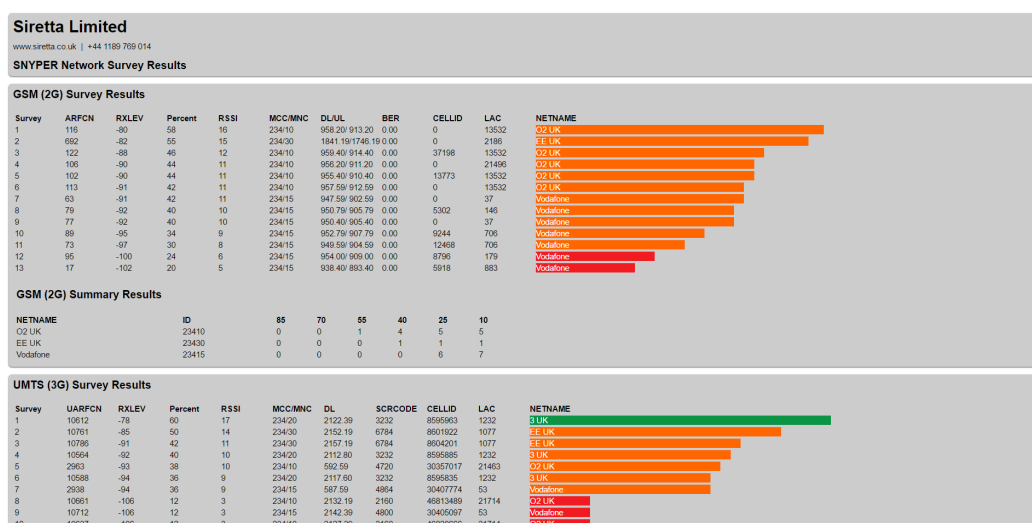 Siretta Limited
www.siretta.co.uk | +44 1189 769 014
SNYPER Network Survey Results
GSM (2G) Survey Results
Survey ARFCN RXLEV Percent RSSI MCC/MNC DL/UL BER CELLID LAC NETNAME
1 116 -80 58 16 234/10 958.20/ 913.20 0.00 0 13532 O2 UK
2 692 -82 55 15 234/30 1841.19/1746.19 0.00 0 2186 EE UK
3 122 -88 46 12 234/10 959.40/ 914.40 0.00 37198 13532 O2 UK
4 106 -90 44 11 234/10 956.20/ 911.20 0.00 0 21496 O2 UK
5 102 -90 44 11 234/10 955.40/ 910.40 0.00 13773 13532 O2 UK
6 113 -91 42 11 234/10 957.59/ 912.59 0.00 0 13532 O2 UK
7 63 -91 42 11 234/15 947.59/ 902.59 0.00 0 37 Vodafone
8 79 -92 40 10 234/15 950.79/ 905.79 0.00 5302 146 Vodafone
9 77 -92 40 10 234/15 950.40/ 905.40 0.00 0 37 Vodafone
10 89 -95 34 9 234/15 952.79/ 907.79 0.00 9244 706 Vodafone
11 73 -97 30 8 234/15 949.59/ 904.59 0.00 12468 706 Vodafone
12 95 -100 24 6 234/15 954.00/ 909.00 0.00 8796 179 Vodafone
13 17 -102 20 5 234/15 938.40/ 893.40 0.00 5918 883 Vodafone
GSM (2G) Summary Results
NETNAME ID 85 70 55 40 25 10
O2 UK 23410 0 0 1 4 5 5
EE UK 23430 0 0 0 1 1 1
Vodafone 23415 0 0 0 0 6 7
UMTS (3G) Survey Results
Survey UARFCN RXLEV Percent RSSI MCC/MNC DL SCRCODE CELLID LAC NETNAME
1 10612 -78 60 17 234/20 2122.39 3232 8595963 1232 3 UK
2 10761 -85 50 14 234/30 2152.19 6784 8601922 1077 EE UK
3 10786 -91 42 11 234/30 2157.19 6784 8604201 1077 EE UK
4 10564 -92 40 10 234/20 2112.80 3232 8595885 1232 3 UK
5 2963 -93 38 10 234/10 592.59 4720 30357017 21463 O2 UK
6 10588 -94 36 9 234/20 2117.60 3232 8595835 1232 3 UK
7 2938 -94 36 9 234/15 587.59 4864 30407774 53 Vodafone
8 10661 -106 12 3 234/10 2132.19 2160 46813489 21714 O2 UK
9 10712 -106 12 3 234/15 2142.39 4800 30405097 53 Vodafone